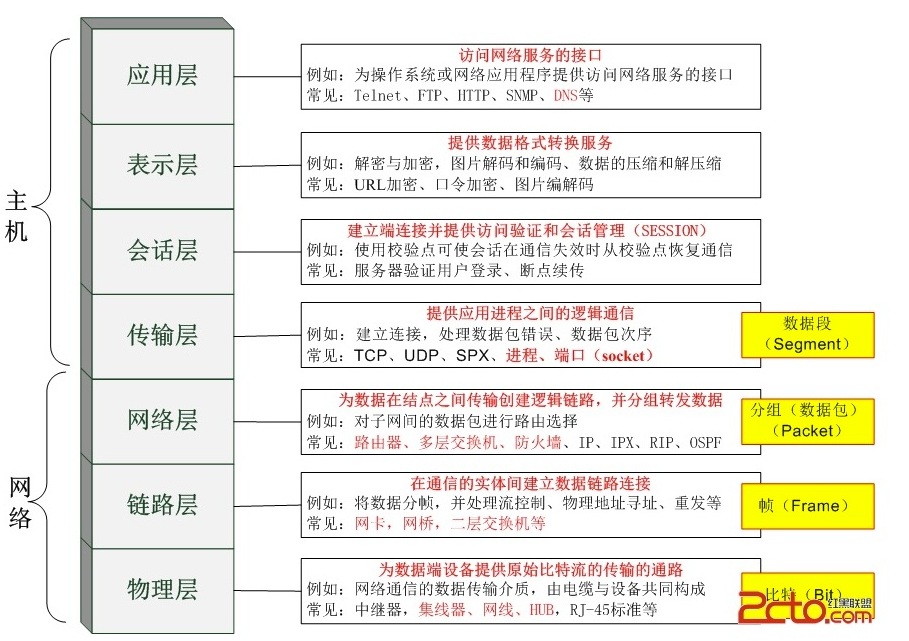 主机
网络
应用层
访问网络服务的接口
例如：为操作系统或网络应用程序提供访问网络服务的接口
常见：Telnet、FTP、HTTP、SNMP、DNS等
表示层
提供数据格式转换服务
例如：解密与加密，图片解码和编码、数据的压缩和解压缩
常见：URL加密、口令加密、图片编解码
会话层
建立端连接并提供访问验证和会话管理（SESSION）
例如：使用校验点可使会话在通信失效时从校验点恢复通信
常见：服务器验证用户登录、断点续传
传输层
提供应用进程之间的逻辑通信
例如：建立连接，处理数据包错误、数据包次序
常见：TCP、UDP、SPX、进程、端口（socket）
数据段
（Segment）
网络层
为数据在结点之间传输创建逻辑链路，并分组转发数据
例如：对子网间的数据包进行路由选择
常见：路由器、多层交换机、防火墙、IP、IPX、RIP、OSPF
分组（数据包）
（Packet）
链路层
在通信的实体间建立数据链路连接
例如：将数据分帧，并处理流控制、物理地址寻址、重发等
常见：网卡，网桥，二层交换机等
帧（Frame）
物理层
为数据端设备提供原始比特流的传输的通路
例如：网络通信的数据传输介质，由电缆与设备共同构成
常见：中继器，集线器、网线、HUB，RJ-45标准等
比特（Bit）
2cto.com
红黑联盟